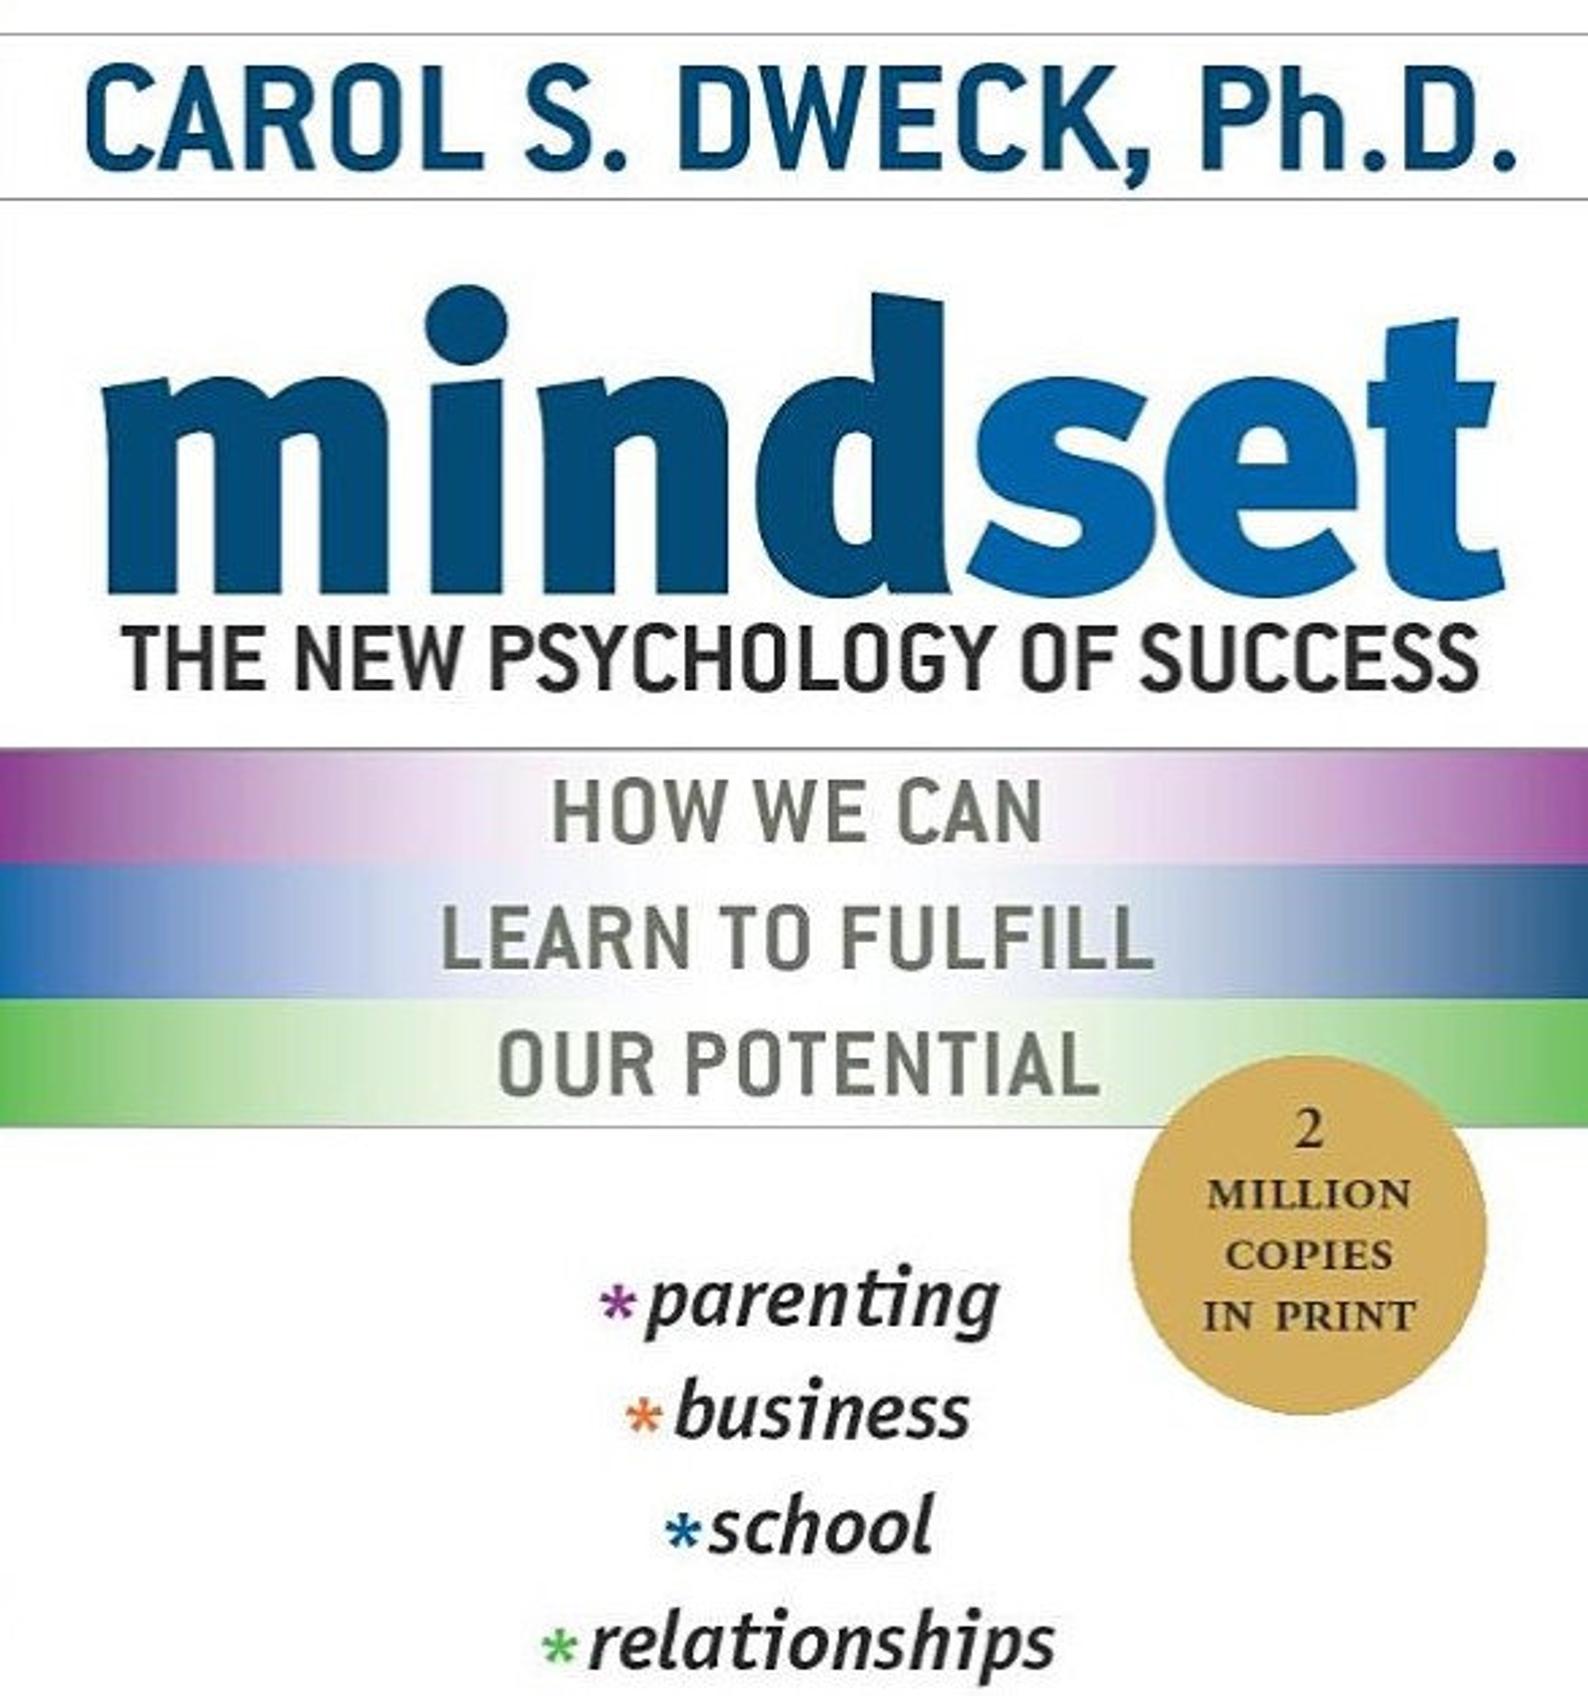 CAROL S. DWECK, Ph.D.
mindset
THE NEW PSYCHOLOGY OF SUCCESS
HOW WE CAN
LEARN TO FULFILL
OUR POTENTIAL
2
MILLION
COPIES
IN PRINT
*parenting
*business
*school
*relationships